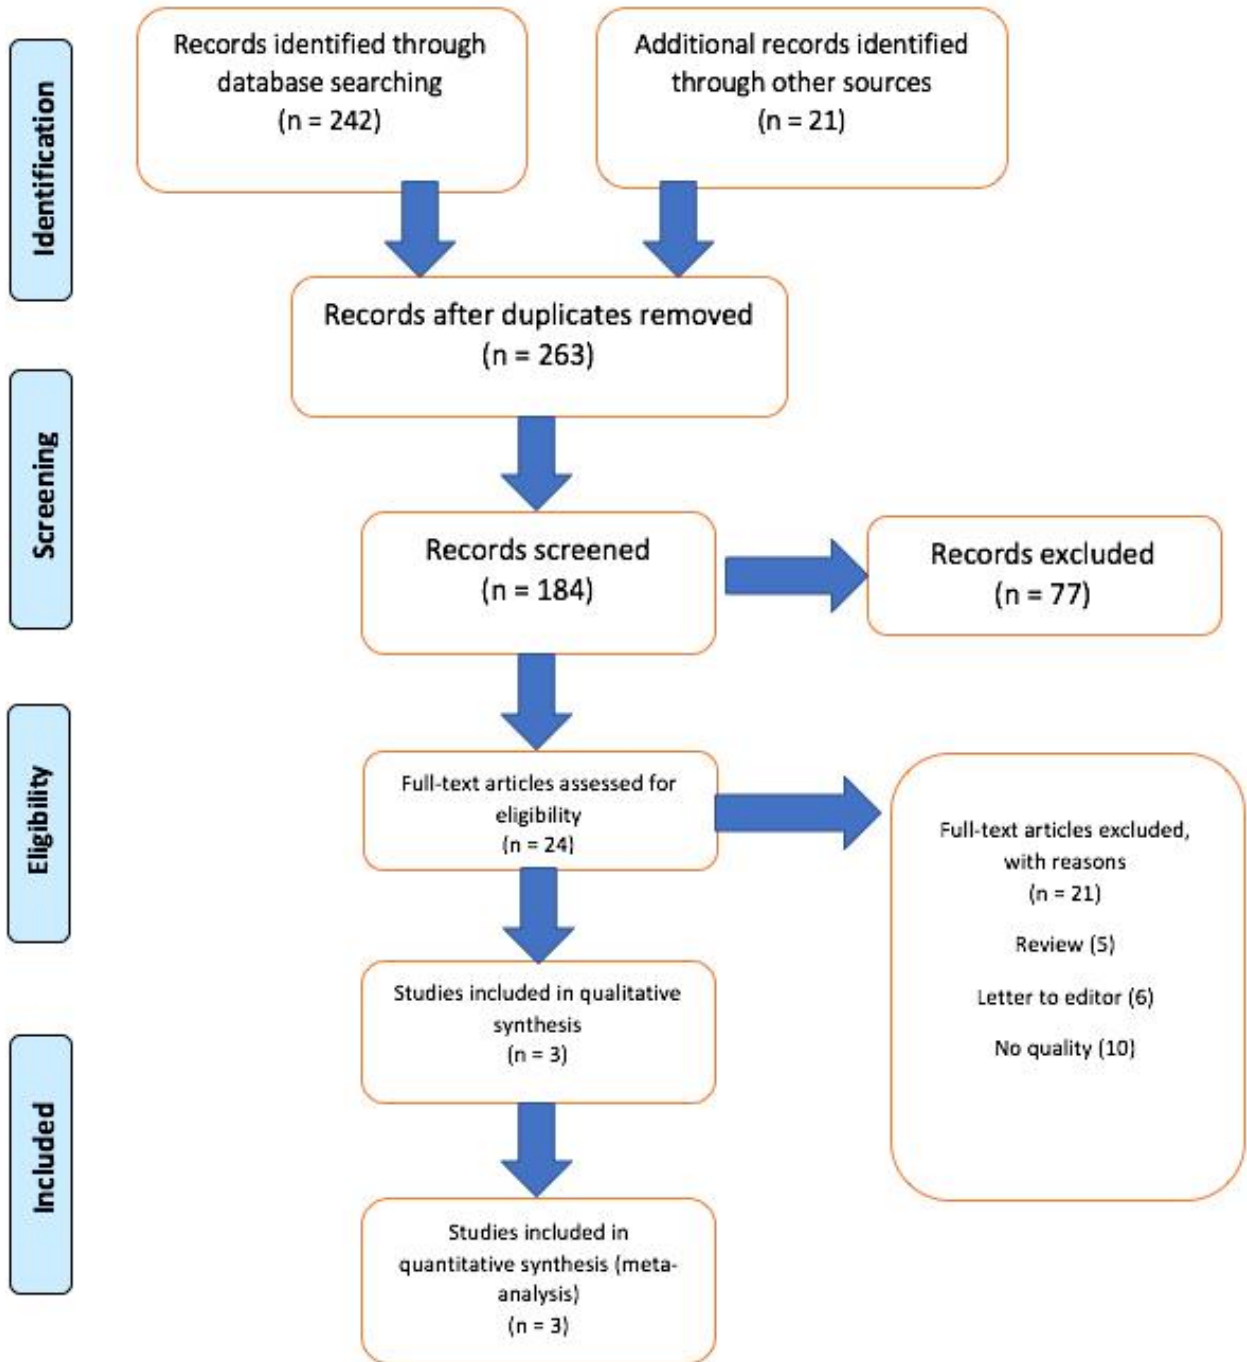 Identification
Records identified through
database searching
(n = 242)
Additional records identified
through other sources
(n = 21)
Records after duplicates removed
(n = 263)
Screening
Records screened
(n = 184)
Records excluded
(n = 77)
Eligibility
Full-text articles assessed for
eligibility
(n = 24)
Full-text articles excluded,
with reasons
(n = 21)
Review (5)
Letter to editor (6)
No quality (10)
Studies included in qualitative
synthesis
(n = 3)
Included
Studies included in
quantitative synthesis (meta-
analysis)
(n = 3)